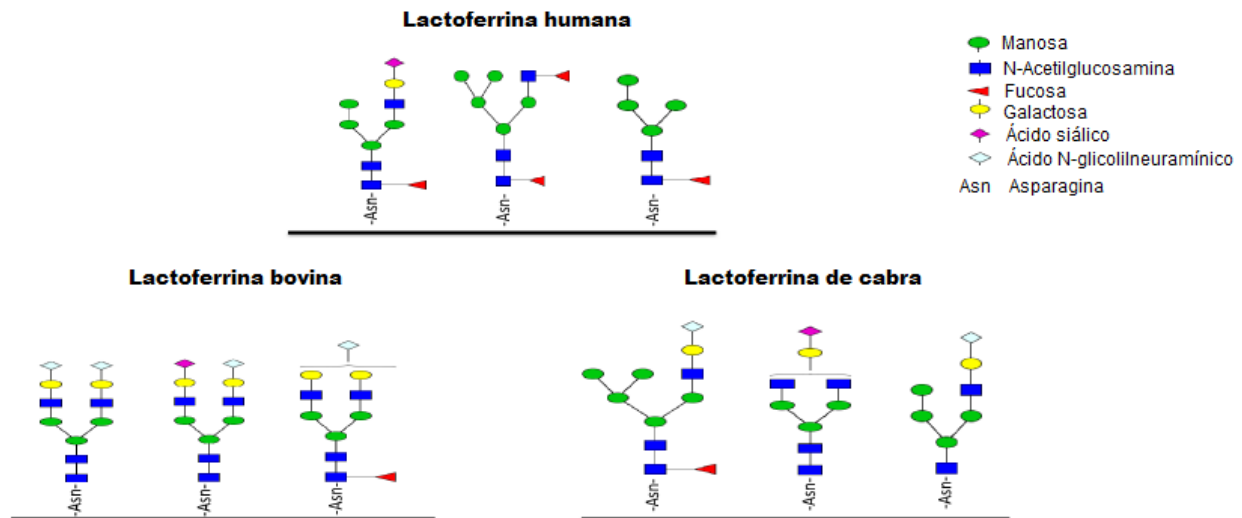 Lactoferrina humana
Manosa
N-Acetilglucosamina
Fucosa
Galactosa
Ácido siálico
Ácido N-glicolilneuramínico
Asn Asparagina
-Asn-
-Asn-
-Asn-
Lactoferrina bovina
Lactoferrina de cabra
-Asn-
-Asn-
-Asn-
-Asn-
-Asn-
-Asn-